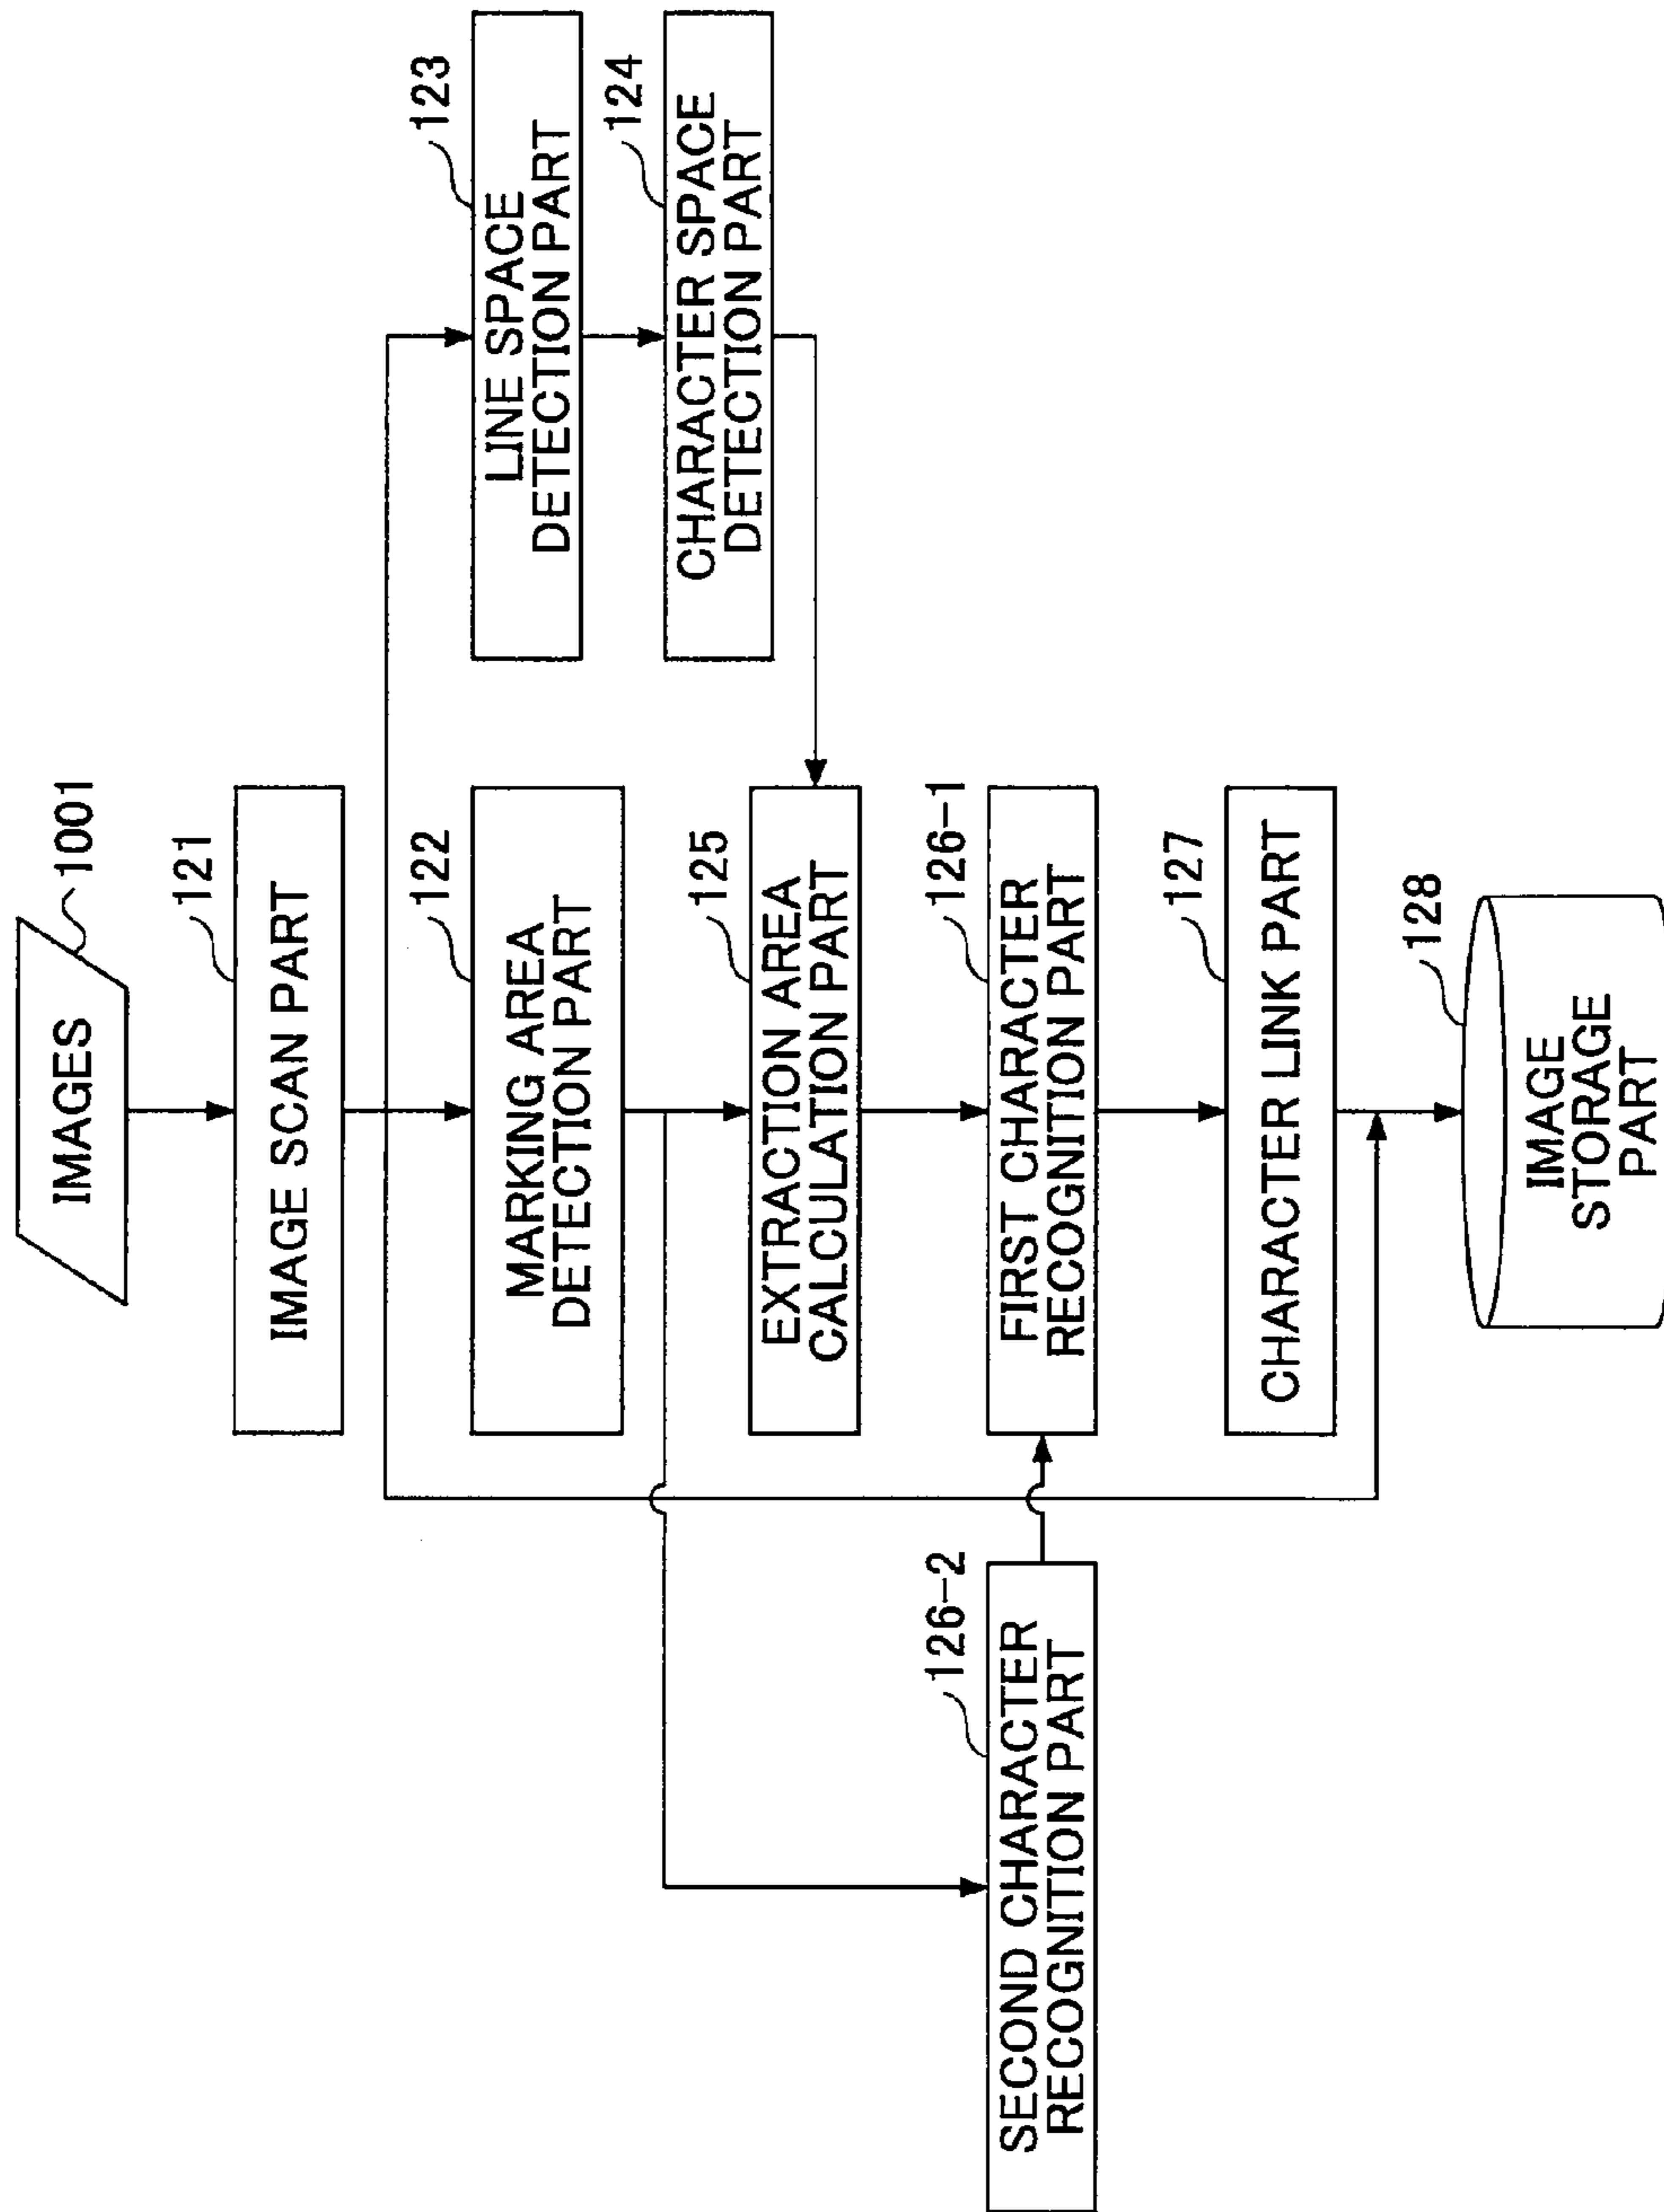 IMAGES
1001
121
IMAGE SCAN PART
122
MARKING AREA
DETECTION PART
123
LINE SPACE
DETECTION PART
124
CHARACTER SPACE
DETECTION PART
125
EXTRACTION AREA
CALCULATION PART
126-2
SECOND CHARACTER
RECOGNITION PART
126-1
FIRST CHARACTER
RECOGNITION PART
127
CHARACTER LINK PART
128
IMAGE
STORAGE
PART